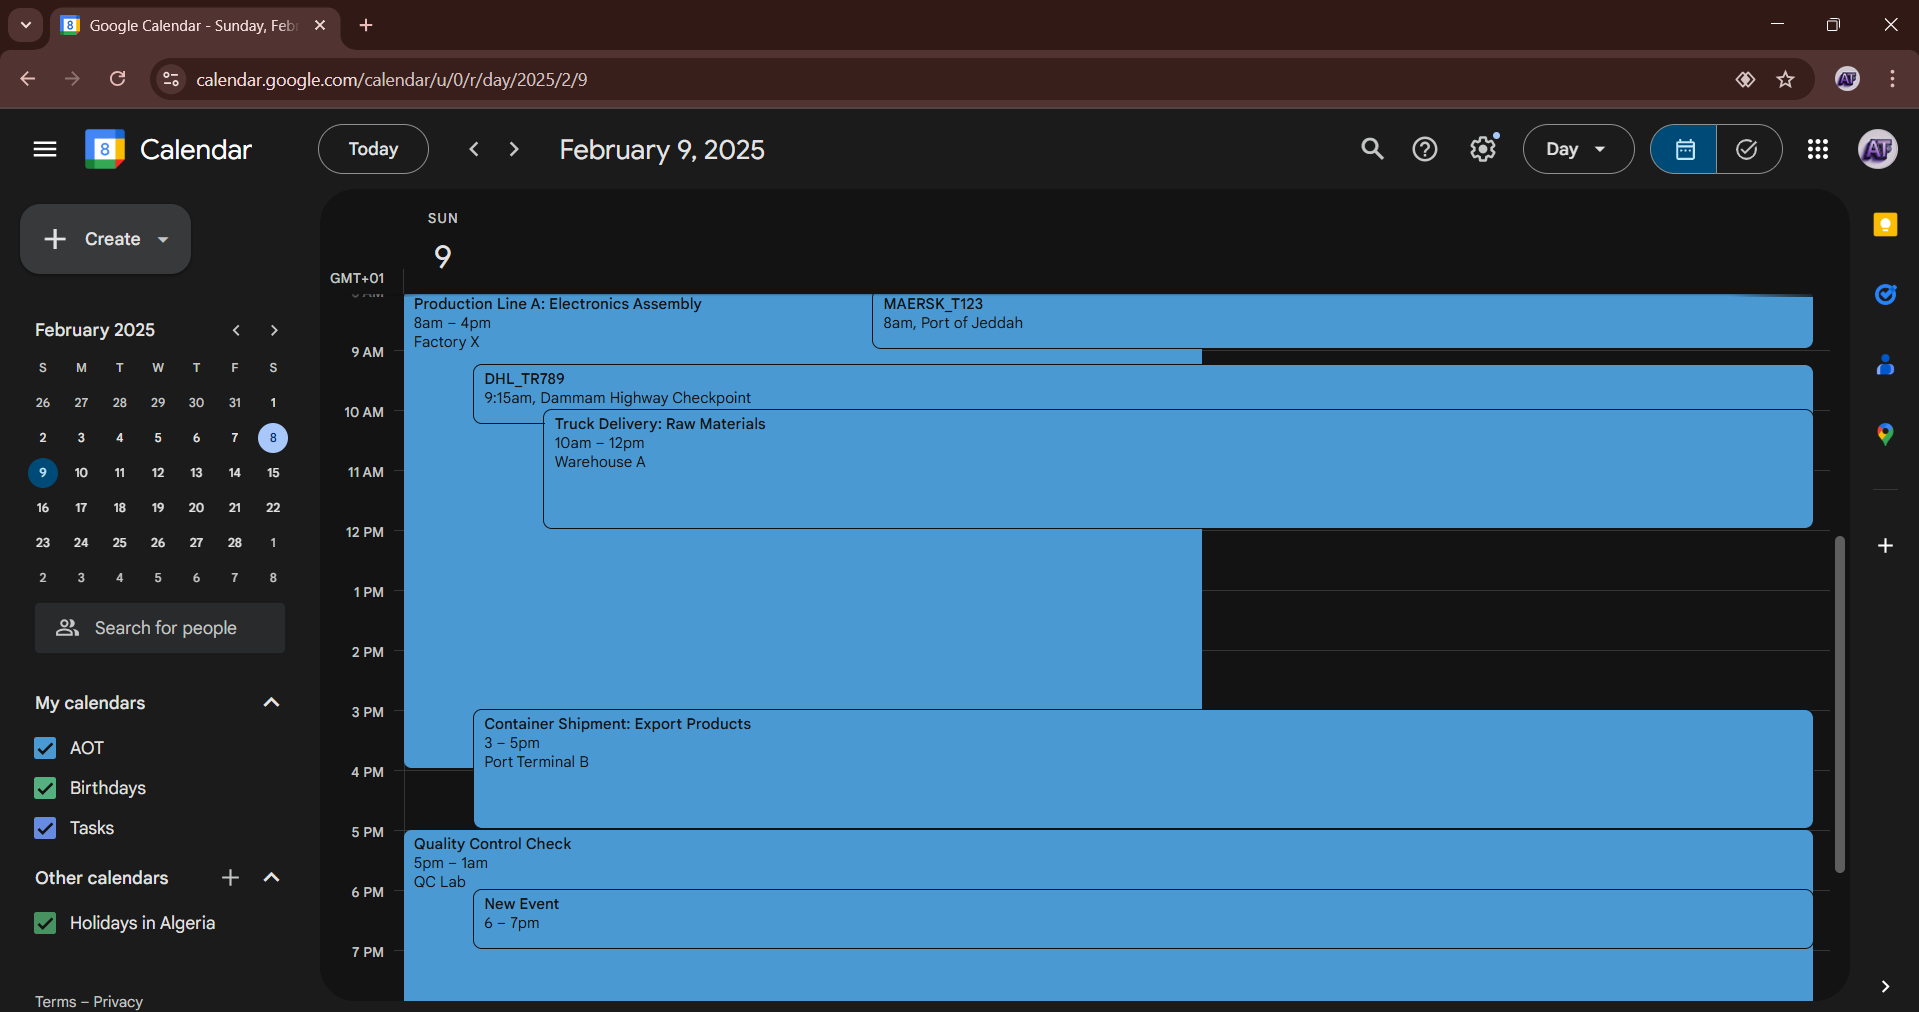 8
Google Calendar - Sunday, Feb
calendar.google.com/calendar/u/0/r/day/2025/2/9
AT
8
Calendar
Today
February 9, 2025
Day
AT
Create
February 2025
S M T W T F S
26 27 28 29 30 31 1
2 3 4 5 6 7 8
9 10 11 12 13 14 15
16 17 18 19 20 21 22
23 24 25 26 27 28 1
2 3 4 5 6 7 8
Search for people
My calendars
AOT
Birthdays
Tasks
Other calendars
Holidays in Algeria
Terms – Privacy
SUN
9
GMT+01
9 AM
10 AM
11 AM
12 PM
1 PM
2 PM
3 PM
4 PM
5 PM
6 PM
7 PM
Production Line A: Electronics Assembly
8am – 4pm
Factory X
MAERSK_T123
8am, Port of Jeddah
DHL_TR789
9:15am, Dammam Highway Checkpoint
Truck Delivery: Raw Materials
10am – 12pm
Warehouse A
Container Shipment: Export Products
3 – 5pm
Port Terminal B
Quality Control Check
5pm – 1am
QC Lab
New Event
6 – 7pm